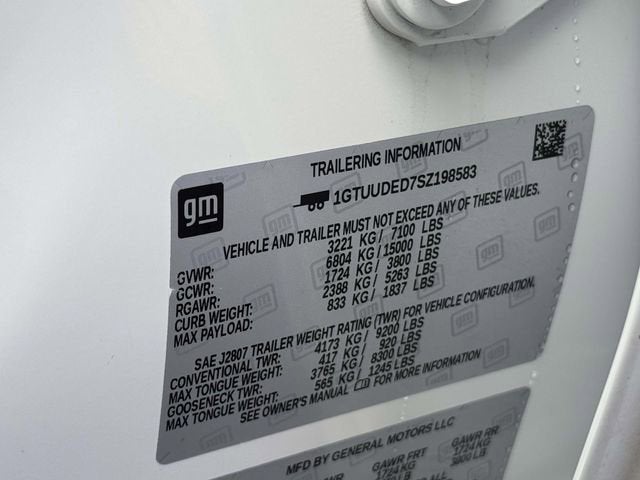 TRAILERING INFORMATION
gm
1GTUUDED7SZ198583
VEHICLE AND TRAILER MUST NOT EXCEED ANY OF THESE VALUES.
GVWR: 3221 KG/ 7100 LBS
GCWR: 6804 KG/ 15000 LBS
RGAWR: 1724 KG/ 3800 LBS
CURB WEIGHT: 2388 KG/ 5263 LBS
MAX PAYLOAD: 833 KG/ 1837 LBS
SAE J2807 TRAILER WEIGHT RATING (TWR) FOR VEHICLE CONFIGURATION.
CONVENTIONAL TWR: 4173 KG/ 9200 LBS
MAX TONGUE WEIGHT: 417 KG/ 920 LBS
GOOSENECK TWR: 3765 KG/ 8300 LBS
MAX TONGUE WEIGHT: 565 KG/ 1245 LBS
SEE OWNER'S MANUAL FOR MORE INFORMATION
MFD BY GENERAL MOTORS LLC
GAWR FRT GAWR RR
1724 KG 1724 KG
LB 3800 LB